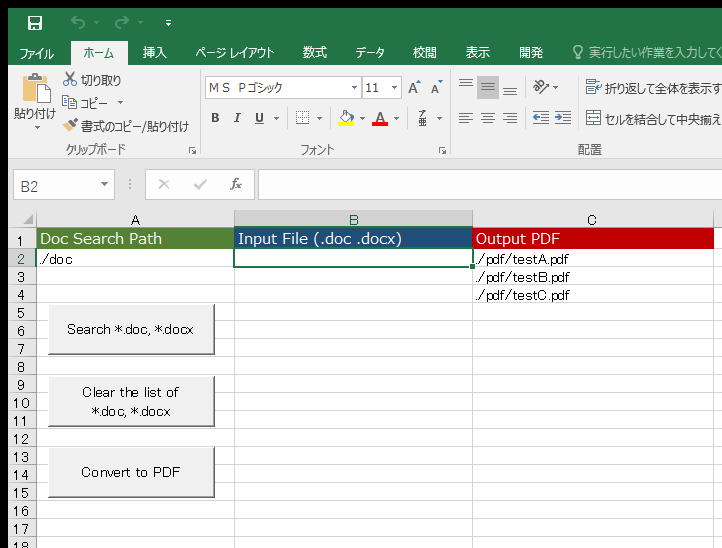 ファイル ホーム 挿入 ページ レイアウト 数式 データ 校閲 表示 開発 実行したい作業を入力してく
貼り付け
切り取り
コピー
書式のコピー/貼り付け
クリップボード
ＭＳ Ｐゴシック 11
B I U A
フォント
折り返して全体を表示す
セルを結合して中央揃え
配置
B2 fx
A B C
1 Doc Search Path Input File (.doc .docx) Output PDF
2 ./doc ./pdf/testA.pdf
3 ./pdf/testB.pdf
4 ./pdf/testC.pdf
5
6 Search *.doc, *.docx
7
8
9 Clear the list of
10 *.doc, *.docx
11
12
13
14 Convert to PDF
15
16
17
18